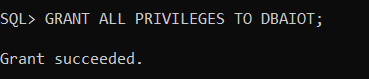 SQL> GRANT ALL PRIVILEGES TO DBAIOT;
Grant succeeded.